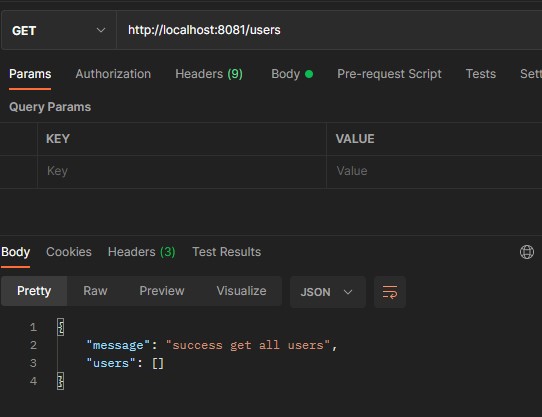 GET http://localhost:8081/users
Params Authorization Headers (9) Body Pre-request Script Tests Sett
Query Params
KEY VALUE
Key Value
Body Cookies Headers (3) Test Results
Pretty Raw Preview Visualize JSON
1 {
2 "message": "success get all users",
3 "users": []
4 }